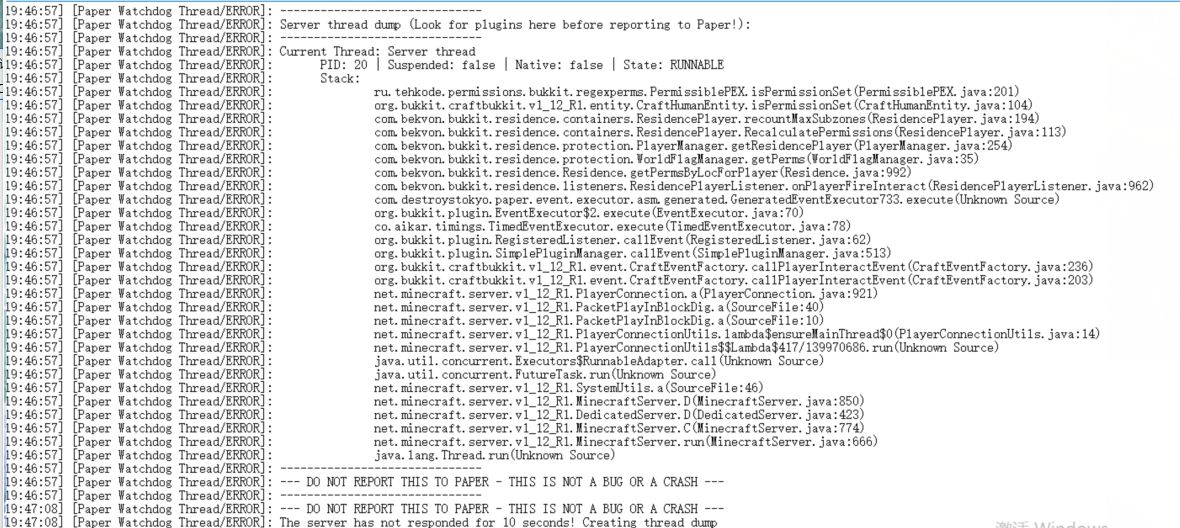 19:46:57] [Paper Watchdog Thread/ERROR]: ------------------------------
19:46:57] [Paper Watchdog Thread/ERROR]: Server thread dump (Look for plugins here before reporting to Paper!):
19:46:57] [Paper Watchdog Thread/ERROR]: ------------------------------
19:46:57] [Paper Watchdog Thread/ERROR]: Current Thread: Server thread
19:46:57] [Paper Watchdog Thread/ERROR]: PID: 20 | Suspended: false | Native: false | State: RUNNABLE
19:46:57] [Paper Watchdog Thread/ERROR]: Stack:
19:46:57] [Paper Watchdog Thread/ERROR]: ru.tehkode.permissions.bukkit.regexperms.PermissiblePEX.isPermissionSet(PermissiblePEX.java:201)
19:46:57] [Paper Watchdog Thread/ERROR]: org.bukkit.craftbukkit.v1_12_R1.entity.CraftHumanEntity.isPermissionSet(CraftHumanEntity.java:104)
19:46:57] [Paper Watchdog Thread/ERROR]: com.bekvon.bukkit.residence.containers.ResidencePlayer.recountMaxSubzones(ResidencePlayer.java:194)
19:46:57] [Paper Watchdog Thread/ERROR]: com.bekvon.bukkit.residence.containers.ResidencePlayer.RecalculatePermissions(ResidencePlayer.java:113)
19:46:57] [Paper Watchdog Thread/ERROR]: com.bekvon.bukkit.residence.protection.PlayerManager.getResidencePlayer(PlayerManager.java:254)
19:46:57] [Paper Watchdog Thread/ERROR]: com.bekvon.bukkit.residence.protection.WorldFlagManager.getPerms(WorldFlagManager.java:35)
19:46:57] [Paper Watchdog Thread/ERROR]: com.bekvon.bukkit.residence.Residence.getPermsByLocForPlayer(Residence.java:992)
19:46:57] [Paper Watchdog Thread/ERROR]: com.bekvon.bukkit.residence.listeners.ResidencePlayerListener.onPlayerFireInteract(ResidencePlayerListener.java:962)
19:46:57] [Paper Watchdog Thread/ERROR]: com.destroystokyo.paper.event.executor.asm.generated.GeneratedEventExecutor733.execute(Unknown Source)
19:46:57] [Paper Watchdog Thread/ERROR]: org.bukkit.plugin.EventExecutor$2.execute(EventExecutor.java:70)
19:46:57] [Paper Watchdog Thread/ERROR]: co.aikar.timings.TimedEventExecutor.execute(TimedEventExecutor.java:78)
19:46:57] [Paper Watchdog Thread/ERROR]: org.bukkit.plugin.RegisteredListener.callEvent(RegisteredListener.java:62)
19:46:57] [Paper Watchdog Thread/ERROR]: org.bukkit.plugin.SimplePluginManager.callEvent(SimplePluginManager.java:513)
19:46:57] [Paper Watchdog Thread/ERROR]: org.bukkit.craftbukkit.v1_12_R1.event.CraftEventFactory.callPlayerInteractEvent(CraftEventFactory.java:236)
19:46:57] [Paper Watchdog Thread/ERROR]: org.bukkit.craftbukkit.v1_12_R1.event.CraftEventFactory.callPlayerInteractEvent(CraftEventFactory.java:203)
19:46:57] [Paper Watchdog Thread/ERROR]: net.minecraft.server.v1_12_R1.PlayerConnection.a(PlayerConnection.java:921)
19:46:57] [Paper Watchdog Thread/ERROR]: net.minecraft.server.v1_12_R1.PacketPlayInBlockDig.a(SourceFile:40)
19:46:57] [Paper Watchdog Thread/ERROR]: net.minecraft.server.v1_12_R1.PacketPlayInBlockDig.a(SourceFile:10)
19:46:57] [Paper Watchdog Thread/ERROR]: net.minecraft.server.v1_12_R1.PlayerConnectionUtils.lambda$ensureMainThread$0(PlayerConnectionUtils.java:14)
19:46:57] [Paper Watchdog Thread/ERROR]: net.minecraft.server.v1_12_R1.PlayerConnectionUtils$$Lambda$417/139970686.run(Unknown Source)
19:46:57] [Paper Watchdog Thread/ERROR]: java.util.concurrent.Executors$RunnableAdapter.call(Unknown Source)
19:46:57] [Paper Watchdog Thread/ERROR]: java.util.concurrent.FutureTask.run(Unknown Source)
19:46:57] [Paper Watchdog Thread/ERROR]: net.minecraft.server.v1_12_R1.SystemUtils.a(SourceFile:46)
19:46:57] [Paper Watchdog Thread/ERROR]: net.minecraft.server.v1_12_R1.MinecraftServer.D(MinecraftServer.java:850)
19:46:57] [Paper Watchdog Thread/ERROR]: net.minecraft.server.v1_12_R1.DedicatedServer.D(DedicatedServer.java:423)
19:46:57] [Paper Watchdog Thread/ERROR]: net.minecraft.server.v1_12_R1.MinecraftServer.C(MinecraftServer.java:774)
19:46:57] [Paper Watchdog Thread/ERROR]: net.minecraft.server.v1_12_R1.MinecraftServer.run(MinecraftServer.java:666)
19:46:57] [Paper Watchdog Thread/ERROR]: java.lang.Thread.run(Unknown Source)
19:46:57] [Paper Watchdog Thread/ERROR]: ------------------------------
19:46:57] [Paper Watchdog Thread/ERROR]: --- DO NOT REPORT THIS TO PAPER - THIS IS NOT A BUG OR A CRASH ---
19:46:57] [Paper Watchdog Thread/ERROR]: ------------------------------
19:47:08] [Paper Watchdog Thread/ERROR]: --- DO NOT REPORT THIS TO PAPER - THIS IS NOT A BUG OR A CRASH ---
19:47:08] [Paper Watchdog Thread/ERROR]: The server has not responded for 10 seconds! Creating thread dump
激活 Windows